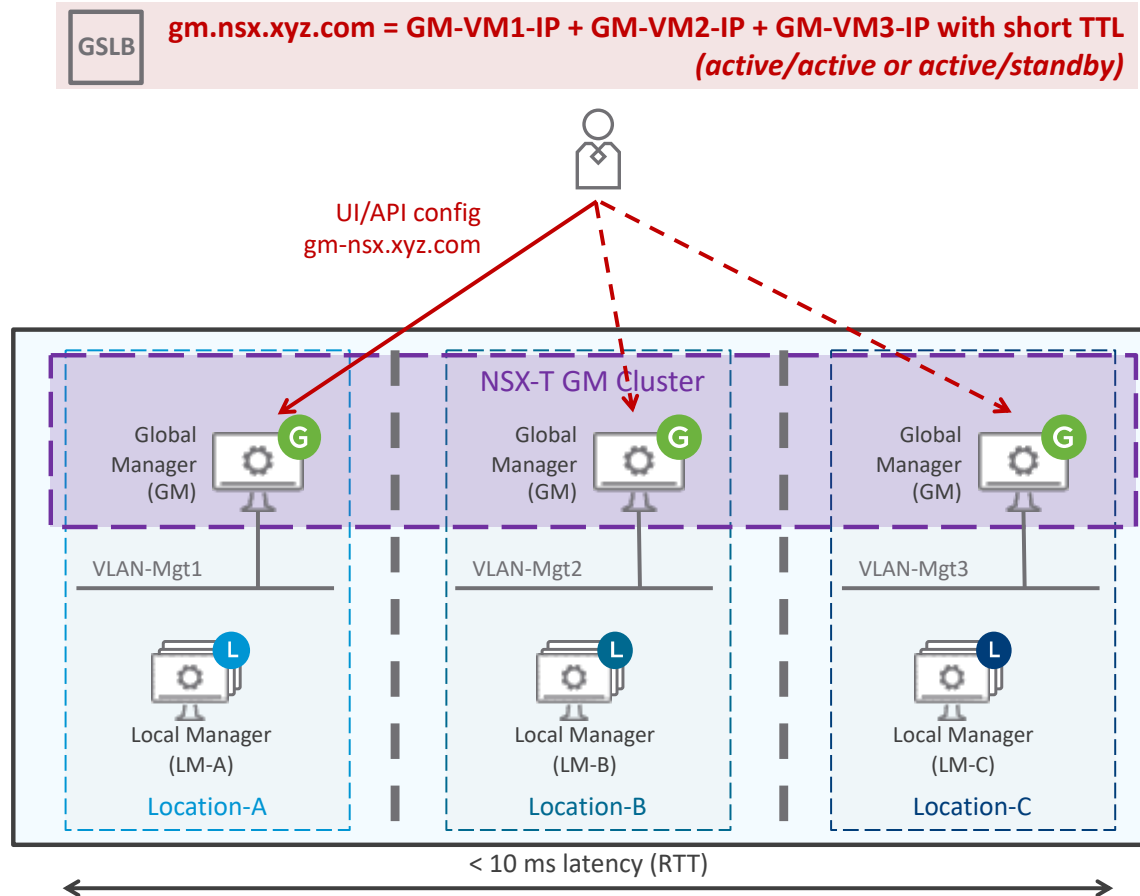 GSLB
gm.nsx.xyz.com = GM-VM1-IP + GM-VM2-IP + GM-VM3-IP with short TTL
(active/active or active/standby)
UI/API config
gm-nsx.xyz.com
NSX-T GM Cluster
Global
Manager
(GM)
G
Global
Manager
(GM)
G
Global
Manager
(GM)
G
VLAN-Mgt1
VLAN-Mgt2
VLAN-Mgt3
L
L
L
Local Manager
(LM-A)
Local Manager
(LM-B)
Local Manager
(LM-C)
Location-A
Location-B
Location-C
< 10 ms latency (RTT)